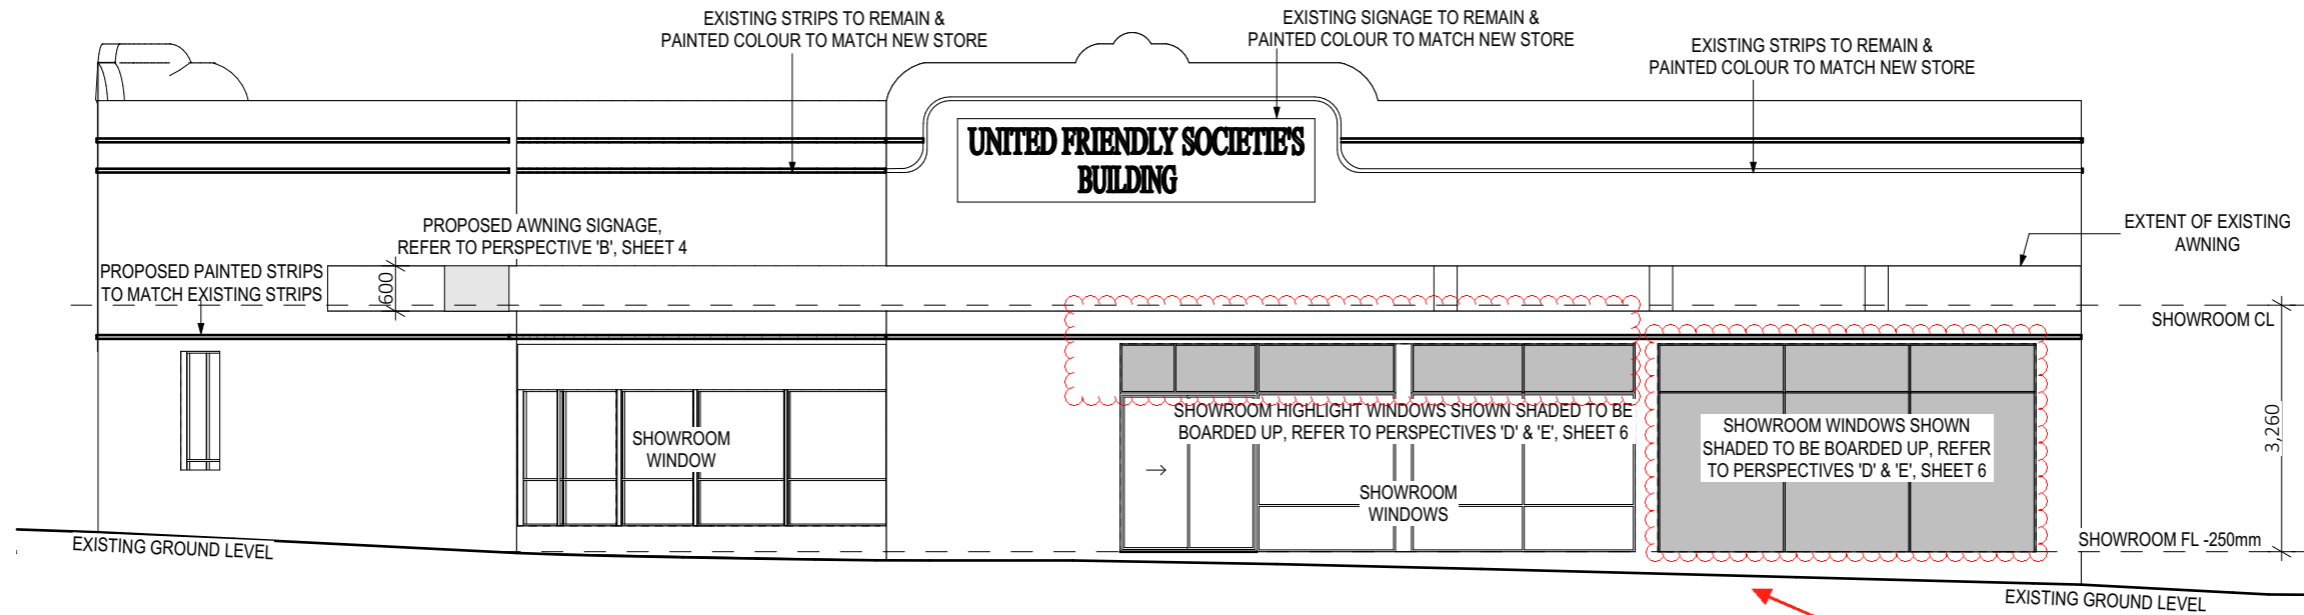 EXISTING STRIPS TO REMAIN &
PAINTED COLOUR TO MATCH NEW STORE
EXISTING SIGNAGE TO REMAIN &
PAINTED COLOUR TO MATCH NEW STORE
EXISTING STRIPS TO REMAIN &
PAINTED COLOUR TO MATCH NEW STORE
UNITED FRIENDLY SOCIETIE'S
BUILDING
PROPOSED AWNING SIGNAGE,
REFER TO PERSPECTIVE 'B', SHEET 4
EXTENT OF EXISTING
AWNING
PROPOSED PAINTED STRIPS
TO MATCH EXISTING STRIPS
600
SHOWROOM CL
SHOWROOM HIGHLIGHT WINDOWS SHOWN SHADED TO BE
BOARDED UP, REFER TO PERSPECTIVES 'D' & 'E', SHEET 6
SHOWROOM WINDOWS SHOWN
SHADED TO BE BOARDED UP, REFER
TO PERSPECTIVES 'D' & 'E', SHEET 6
3,260
SHOWROOM
WINDOW
SHOWROOM
WINDOWS
SHOWROOM FL -250mm
EXISTING GROUND LEVEL
EXISTING GROUND LEVEL